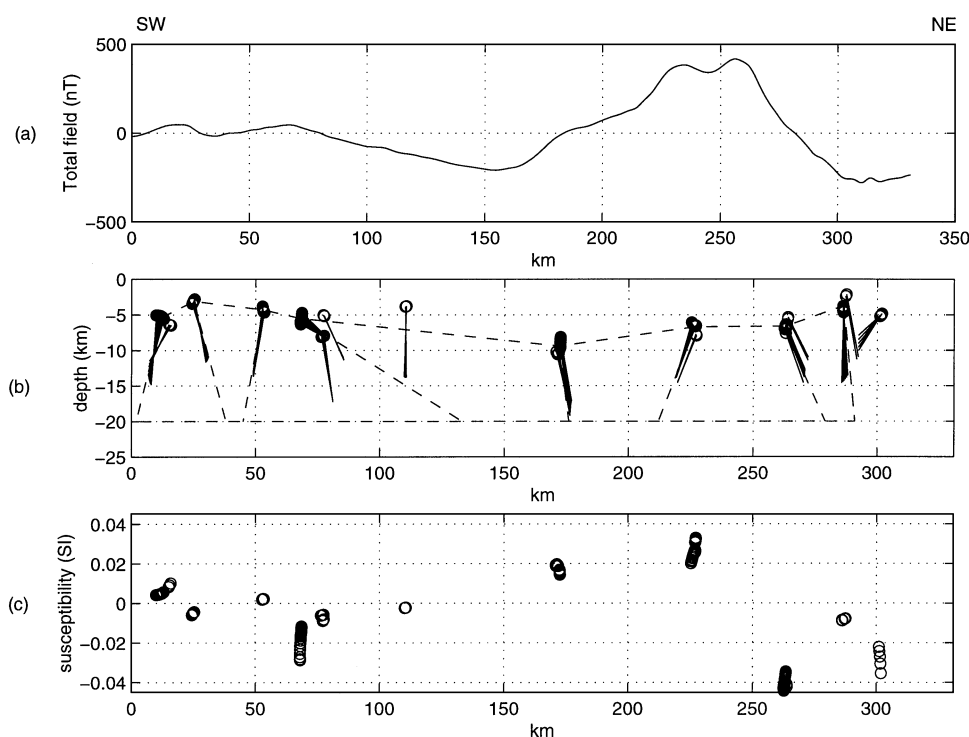 SW NE
500
0
−500
Total field (nT)
(a)
0 50 100 150 200 250 300 350
km
0
−5
−10
−15
−20
−25
depth (km)
(b)
0 50 100 150 200 250 300
km
0.04
0.02
0
−0.02
−0.04
susceptibility (SI)
(c)
0 50 100 150 200 250 300
km